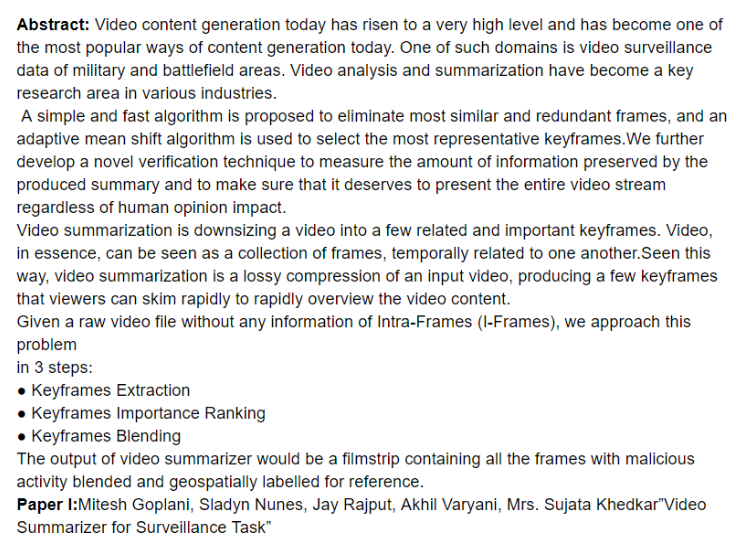 Abstract: Video content generation today has risen to a very high level and has become one of
the most popular ways of content generation today. One of such domains is video surveillance
data of military and battlefield areas. Video analysis and summarization have become a key
research area in various industries.
A simple and fast algorithm is proposed to eliminate most similar and redundant frames, and an
adaptive mean shift algorithm is used to select the most representative keyframes.We further
develop a novel verification technique to measure the amount of information preserved by the
produced summary and to make sure that it deserves to present the entire video stream
regardless of human opinion impact.
Video summarization is downsizing a video into a few related and important keyframes. Video,
in essence, can be seen as a collection of frames, temporally related to one another.Seen this
way, video summarization is a lossy compression of an input video, producing a few keyframes
that viewers can skim rapidly to rapidly overview the video content.
Given a raw video file without any information of Intra-Frames (I-Frames), we approach this
problem
in 3 steps:
● Keyframes Extraction
● Keyframes Importance Ranking
● Keyframes Blending
The output of video summarizer would be a filmstrip containing all the frames with malicious
activity blended and geospatially labelled for reference.
Paper I:Mitesh Goplani, Sladyn Nunes, Jay Rajput, Akhil Varyani, Mrs. Sujata Khedkar”Video
Summarizer for Surveillance Task”